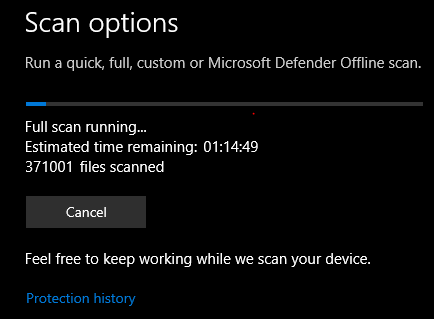 Scan options
Run a quick, full, custom or Microsoft Defender Offline scan.
Full scan running...
Estimated time remaining: 01:14:49
371001 files scanned
Cancel
Feel free to keep working while we scan your device.
Protection history